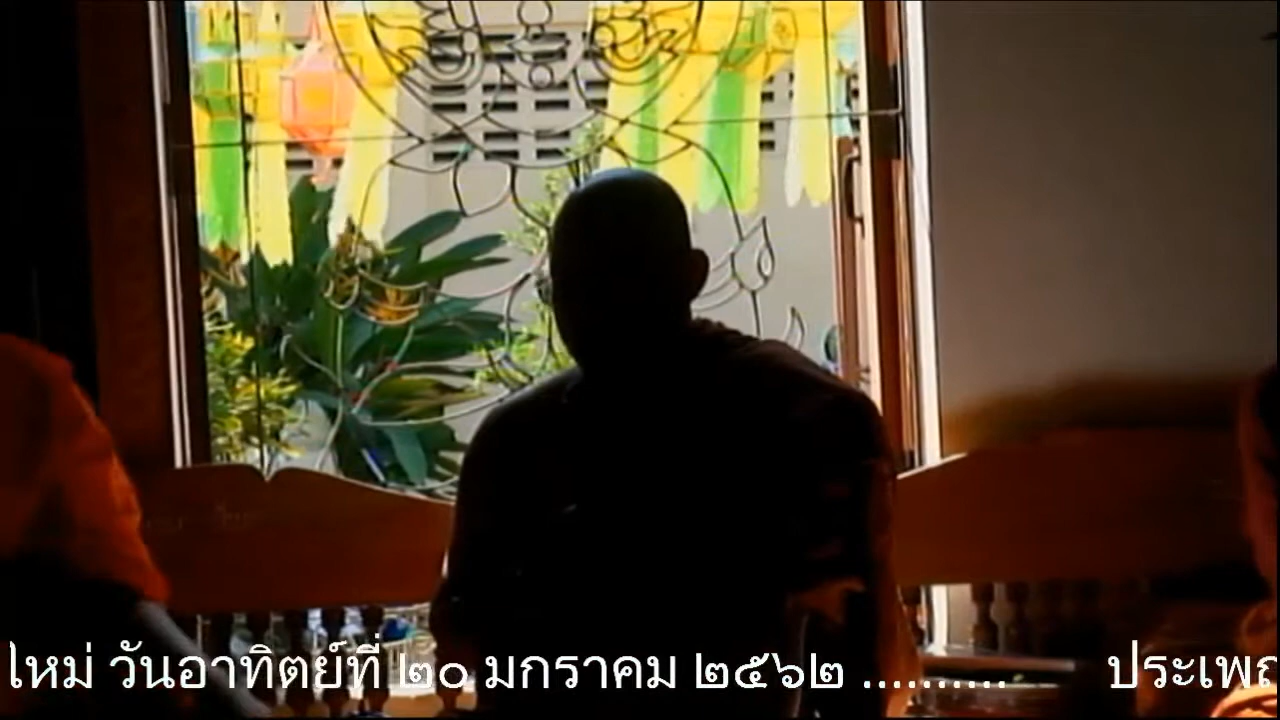 ใหม่ วันอาทิตย์ที่ ๒๐ มกราคม ๒๕๖๒ .......... ประเพณ